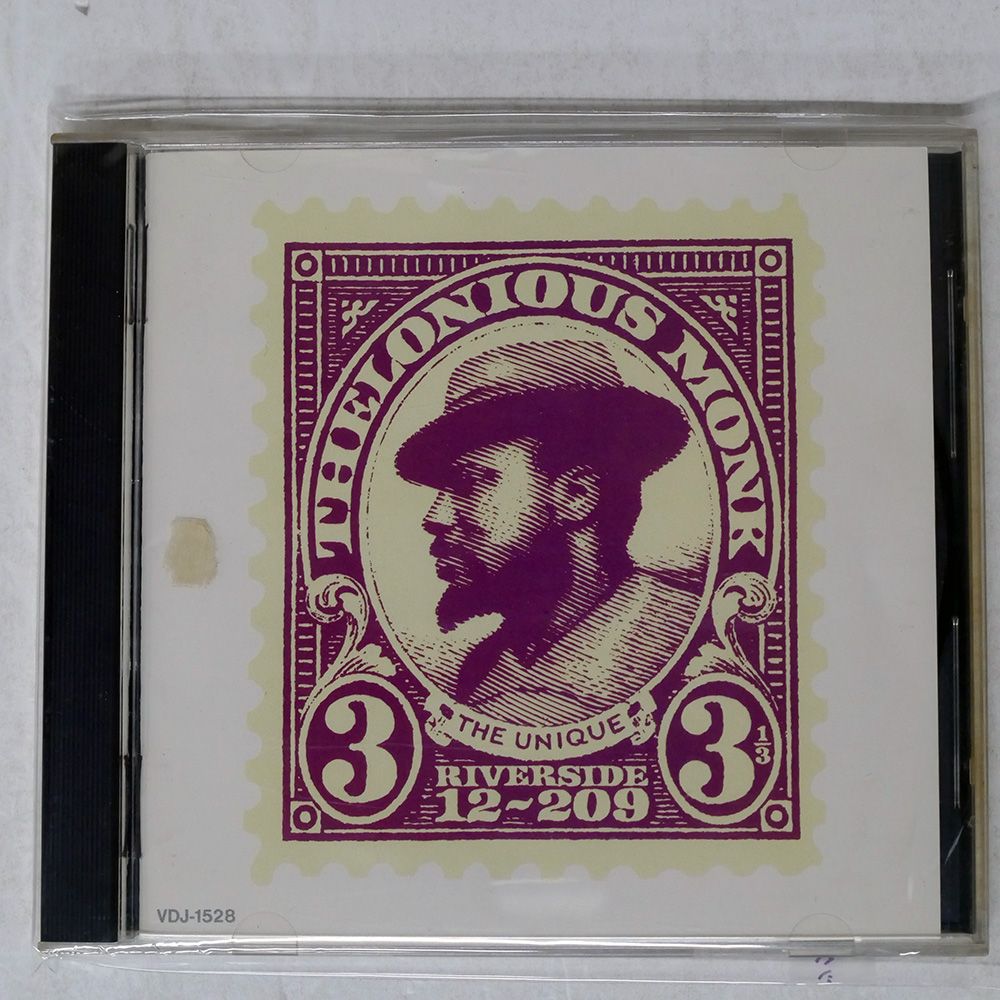 THELONIOUS MONK
THE UNIQUE
3
3 1/3
RIVERSIDE
12~209
VDJ-1528